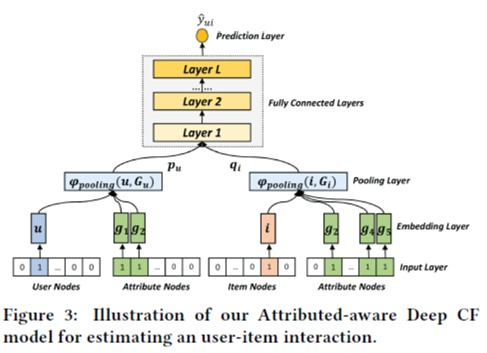 ŷui
Prediction Layer
Layer L
......
Layer 2
Fully Connected Layers
Layer 1
pu qi
φpooling(u, Gu) φpooling(i, Gi) Pooling Layer
u g1 g2 i g2 g4 g5 Embedding Layer
0 1 ... 0 0 1 1 ... 0 0 0 0 ... 1 0 0 1 ... 1 1 Input Layer
User Nodes Attribute Nodes Item Nodes Attribute Nodes
Figure 3: Illustration of our Attributed-aware Deep CF
model for estimating an user-item interaction.